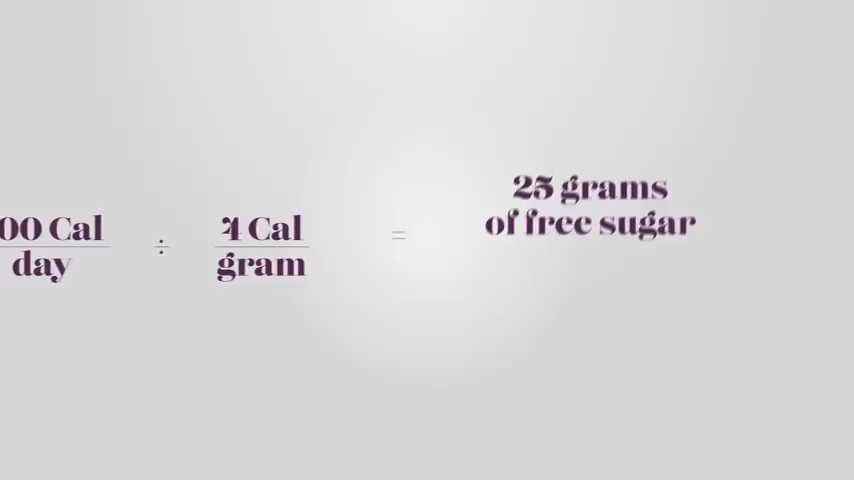 00 Cal
day
÷
4 Cal
gram
=
25 grams
of free sugar